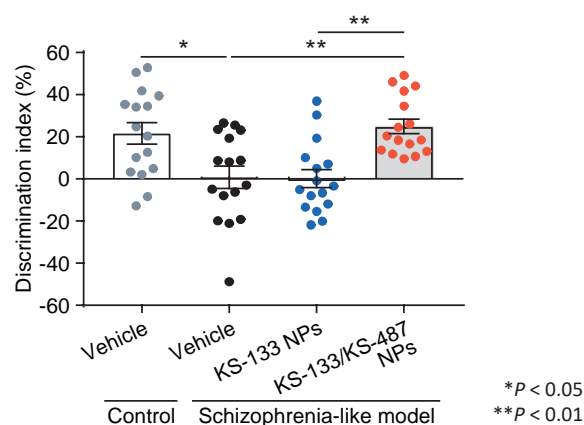 *
**
**
Discrimination index (%)
60
40
20
0
-20
-40
-60
Vehicle
Vehicle
KS-133 NPs
KS-133/KS-487
NPs
Control
Schizophrenia-like model
*P < 0.05
**P < 0.01